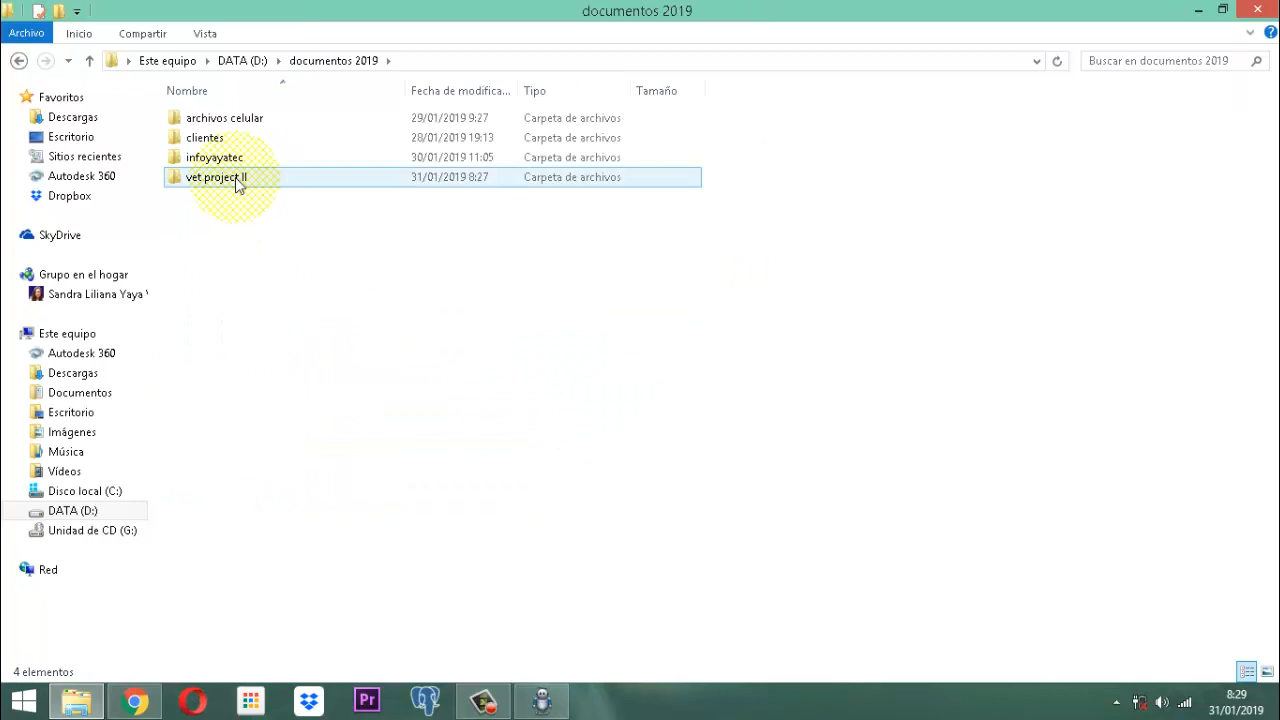 documentos 2019
Archivo Inicio Compartir Vista
Este equipo DATA (D:) documentos 2019 Buscar en documentos 2019
Nombre Fecha de modifica... Tipo Tamaño
archivos celular 29/01/2019 9:27 Carpeta de archivos
clientes 28/01/2019 19:13 Carpeta de archivos
infoyayatec 30/01/2019 11:05 Carpeta de archivos
vet project II 31/01/2019 8:27 Carpeta de archivos
Favoritos
Descargas
Escritorio
Sitios recientes
Autodesk 360
Dropbox
SkyDrive
Grupo en el hogar
Sandra Liliana Yaya
Este equipo
Autodesk 360
Descargas
Documentos
Escritorio
Imágenes
Música
Vídeos
Disco local (C:)
DATA (D:)
Unidad de CD (G:)
Red
4 elementos
Pr
8:29
31/01/2019